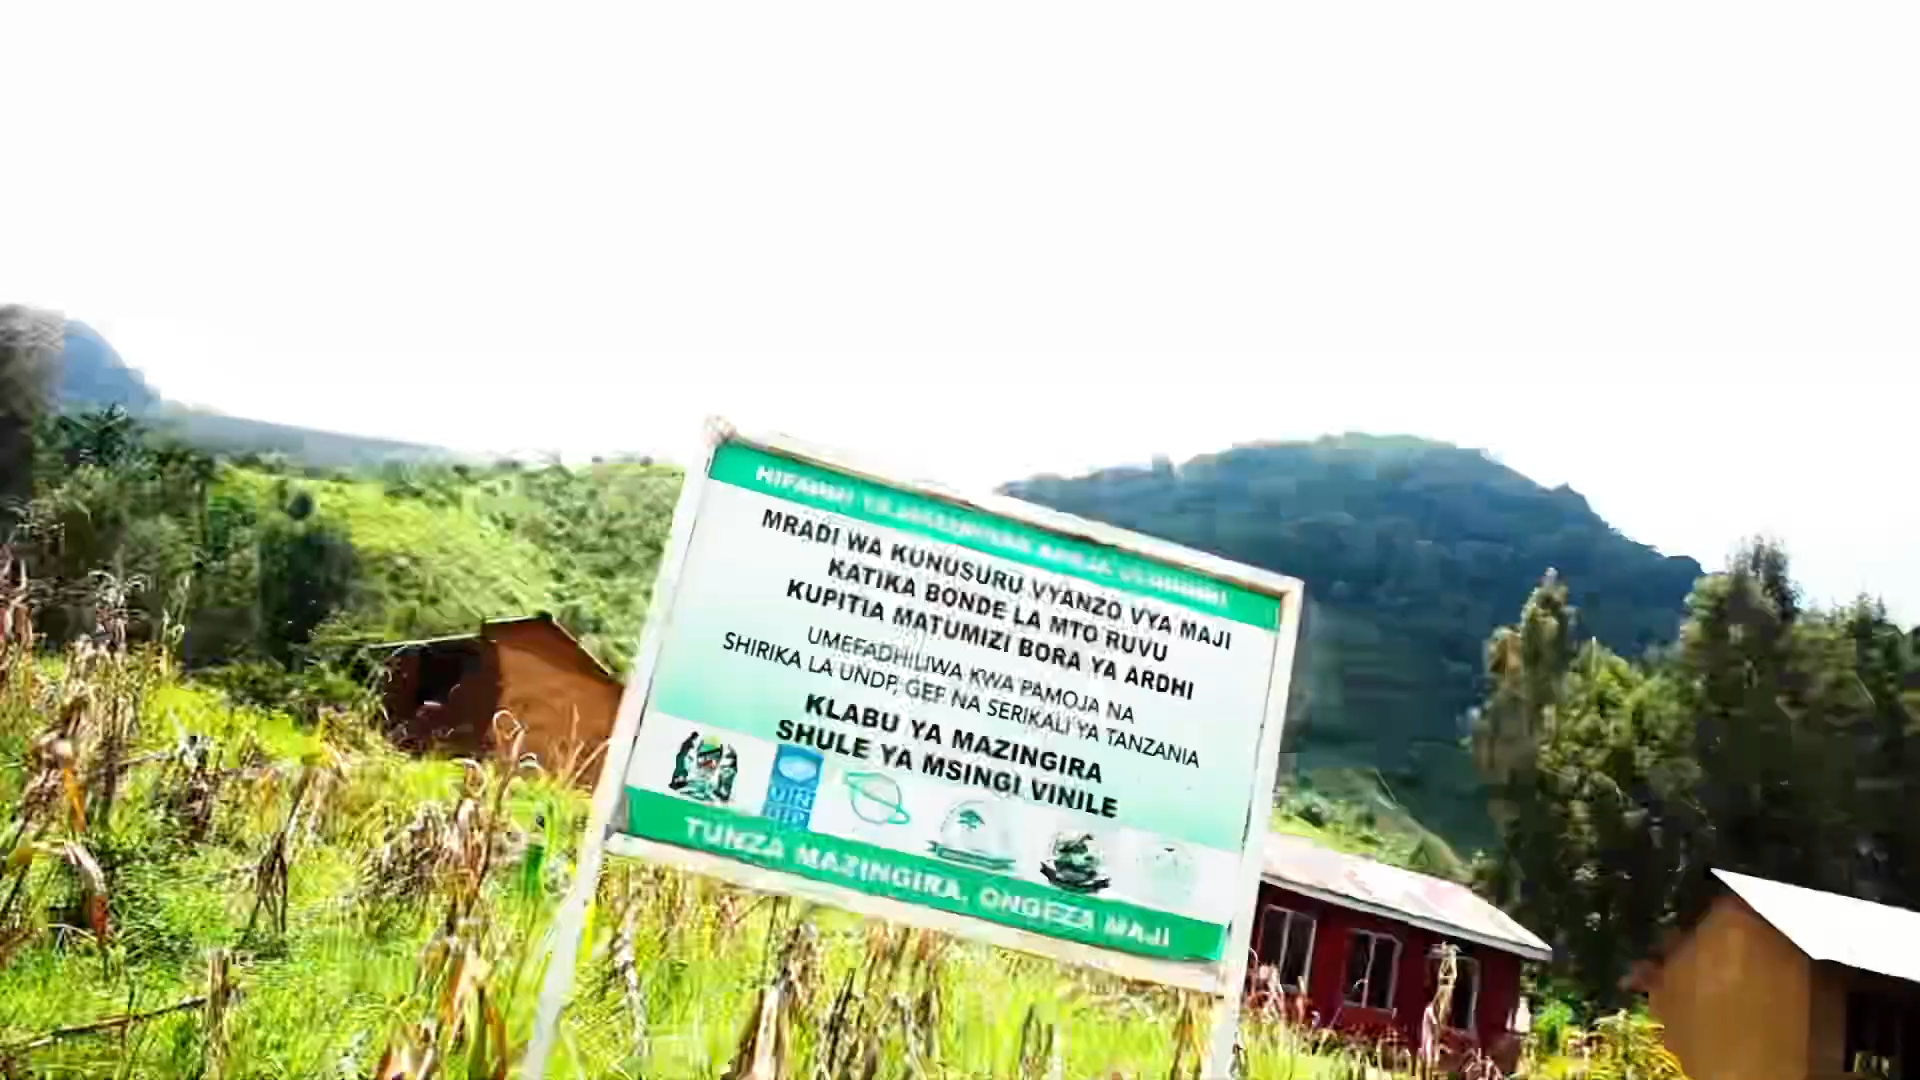 MRADI WA KUNUSURU VYANZO VYA MAJI
KATIKA BONDE LA MTO RUVU
KUPITIA MATUMIZI BORA YA ARDHI
UMEFADHILIWA KWA PAMOJA NA
SHIRIKA LA UNDP, GEF NA SERIKALI YA TANZANIA
KLABU YA MAZINGIRA
SHULE YA MSINGI VINILE
TUNZA MAZINGIRA, ONGEZA MAJI